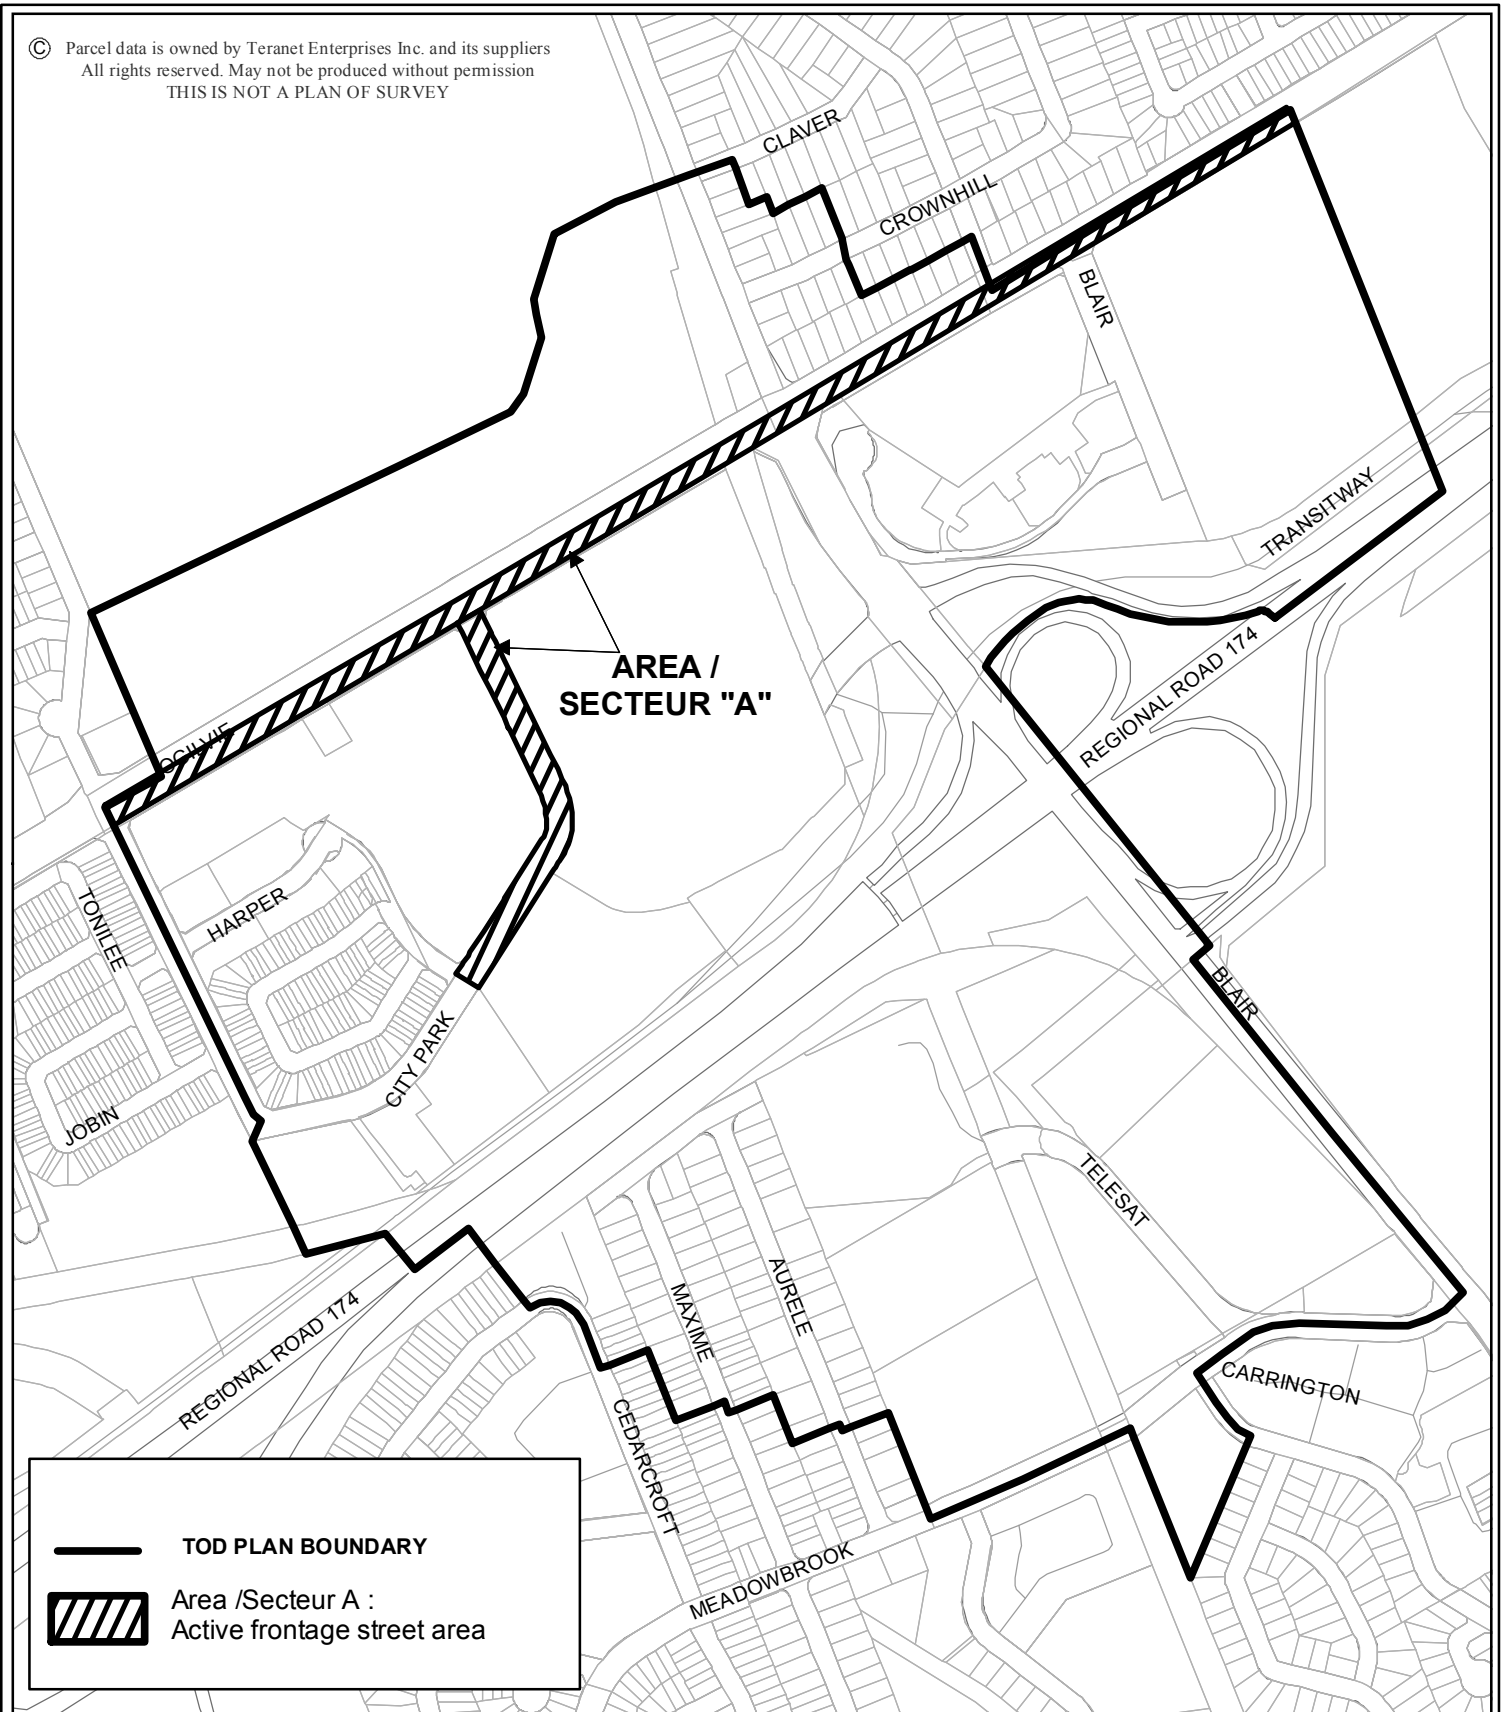 © Parcel data is owned by Teranet Enterprises Inc. and its suppliers
All rights reserved. May not be produced without permission
THIS IS NOT A PLAN OF SURVEY
CLAVER
CROWNHILL
BLAIR
TRANSITWAY
AREA /
SECTEUR "A"
REGIONAL ROAD 174
OGILVIE
TONILEE
HARPER
BLAIR
CITY PARK
JOBIN
TELESAT
AURELE
MAXIME
REGIONAL ROAD 174
CARRINGTON
CEDARCROFT
MEADOWBROOK
TOD PLAN BOUNDARY
Area /Secteur A :
Active frontage street area